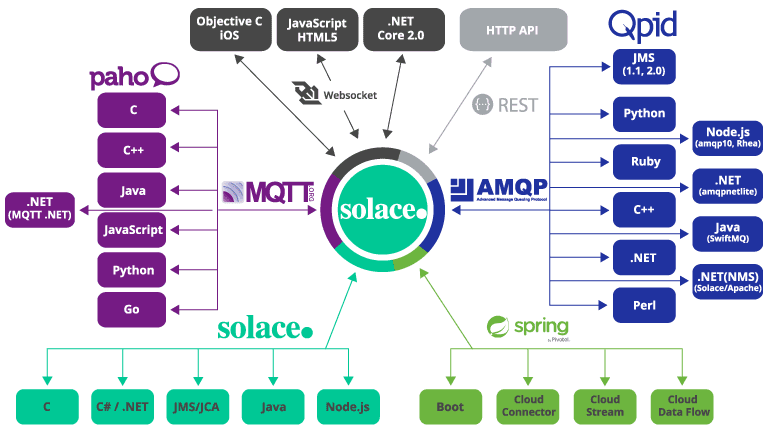 Objective C
iOS
JavaScript
HTML5
.NET
Core 2.0
HTTP API
Qpid
paho
Websocket
REST
C
C++
Java
JavaScript
Python
Go
.NET
(MQTT .NET)
MQTT.ORG
solace.
AMQP
Advanced Message Queuing Protocol
JMS
(1.1, 2.0)
Python
Ruby
C++
.NET
Perl
Node.js
(amqp10, Rhea)
.NET
(amqpnetlite)
Java
(SwiftMQ)
.NET(NMS)
(Solace/Apache)
solace.
spring
by Pivotal.
C
C# / .NET
JMS/JCA
Java
Node.js
Boot
Cloud
Connector
Cloud
Stream
Cloud
Data Flow